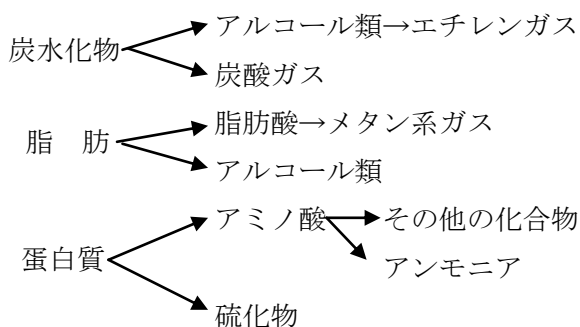 炭水化物
アルコール類→エチレンガス
炭酸ガス
脂　肪
脂肪酸→メタン系ガス
アルコール類
蛋白質
アミノ酸
その他の化合物
アンモニア
硫化物